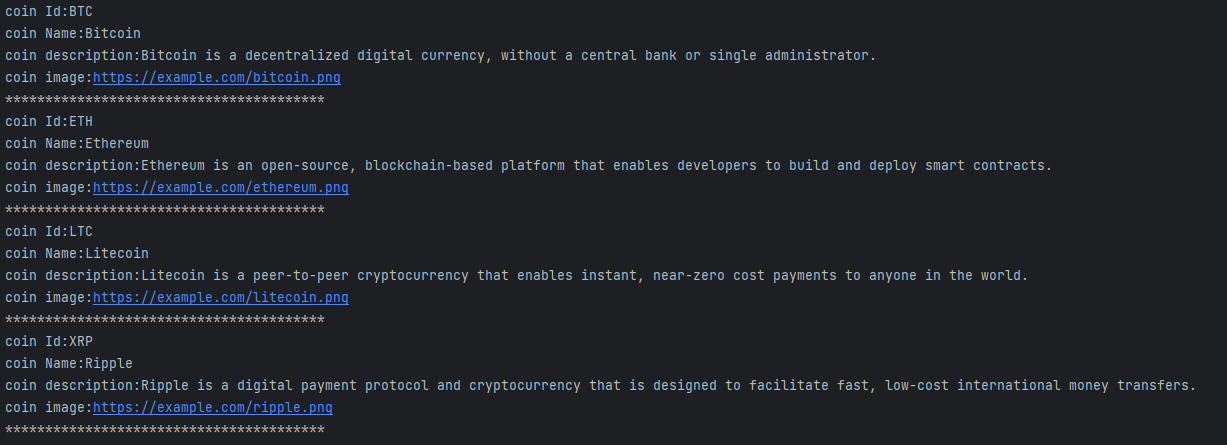 coin Id:BTC
coin Name:Bitcoin
coin description:Bitcoin is a decentralized digital currency, without a central bank or single administrator.
coin image:https://example.com/bitcoin.png
****************************************
coin Id:ETH
coin Name:Ethereum
coin description:Ethereum is an open-source, blockchain-based platform that enables developers to build and deploy smart contracts.
coin image:https://example.com/ethereum.png
****************************************
coin Id:LTC
coin Name:Litecoin
coin description:Litecoin is a peer-to-peer cryptocurrency that enables instant, near-zero cost payments to anyone in the world.
coin image:https://example.com/litecoin.png
****************************************
coin Id:XRP
coin Name:Ripple
coin description:Ripple is a digital payment protocol and cryptocurrency that is designed to facilitate fast, low-cost international money transfers.
coin image:https://example.com/ripple.png
****************************************